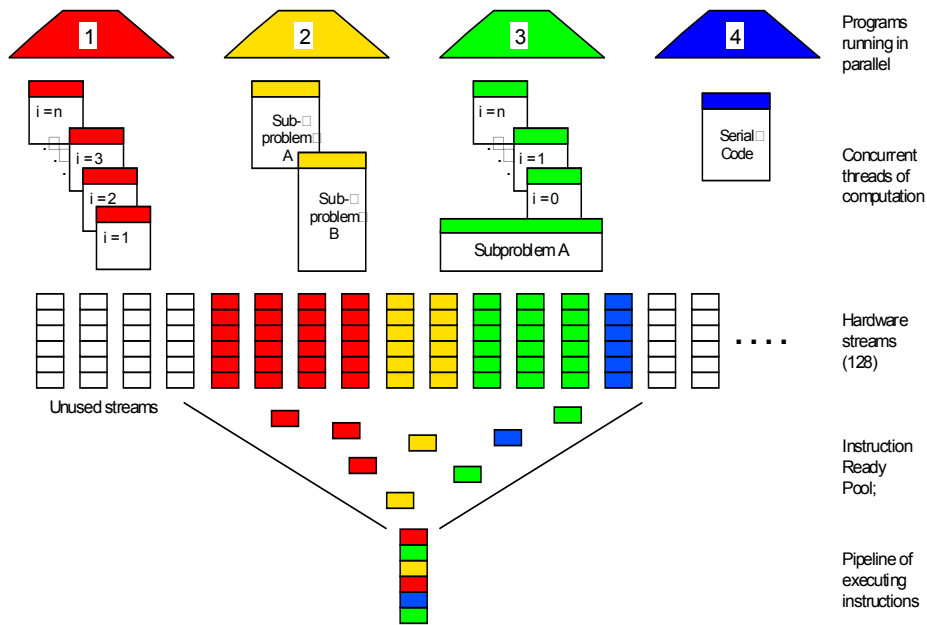 1
2
3
4
Programs
running in
parallel
i = n
i = 3
i = 2
i = 1
Sub-
problem
A
Sub-
problem
B
i = n
i = 1
i = 0
Subproblem A
Serial
Code
Concurrent
threads of
computation
Hardware
streams
(128)
Unused streams
Instruction
Ready
Pool;
Pipeline of
executing
instructions